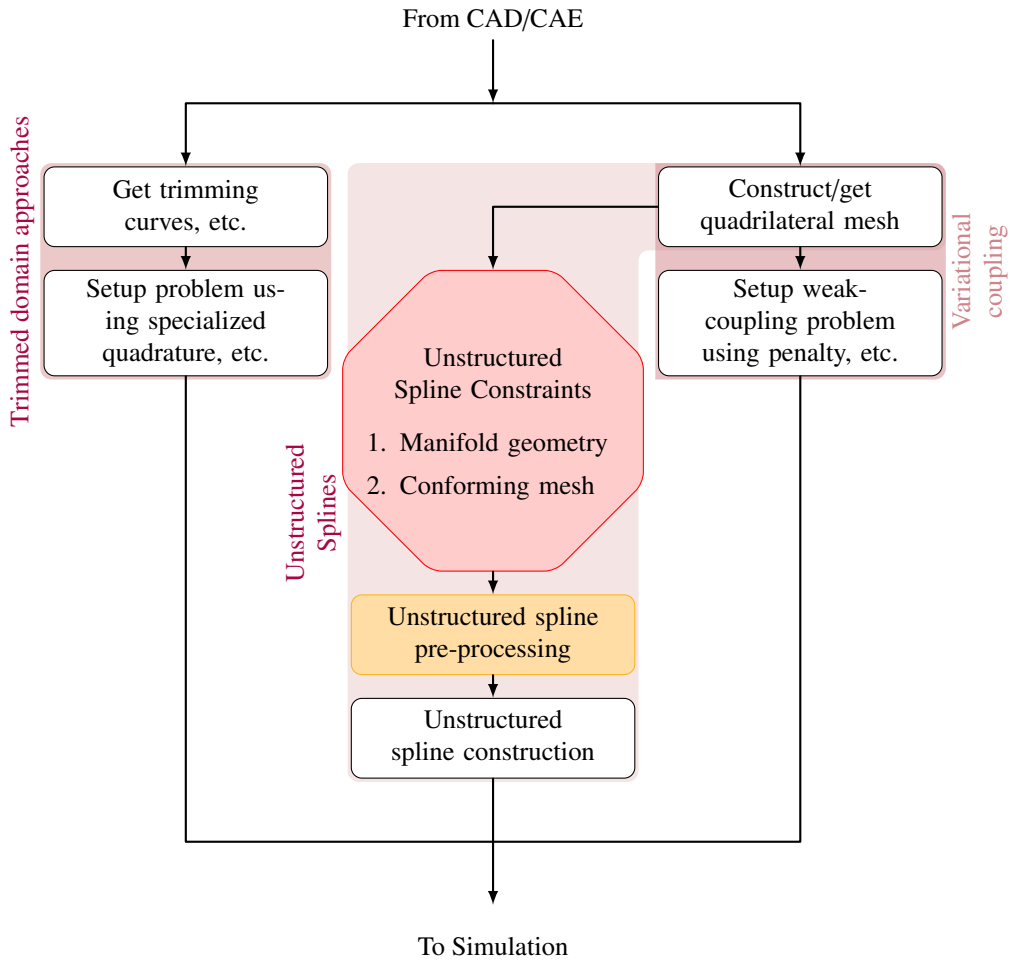 From CAD/CAE
Trimmed domain approaches
Get trimming
curves, etc.
Setup problem us-
ing specialized
quadrature, etc.
Construct/get
quadrilateral mesh
Setup weak-
coupling problem
using penalty, etc.
Variational
coupling
Unstructured
Spline Constraints
1. Manifold geometry
2. Conforming mesh
Unstructured
Splines
Unstructured spline
pre-processing
Unstructured
spline construction
To Simulation